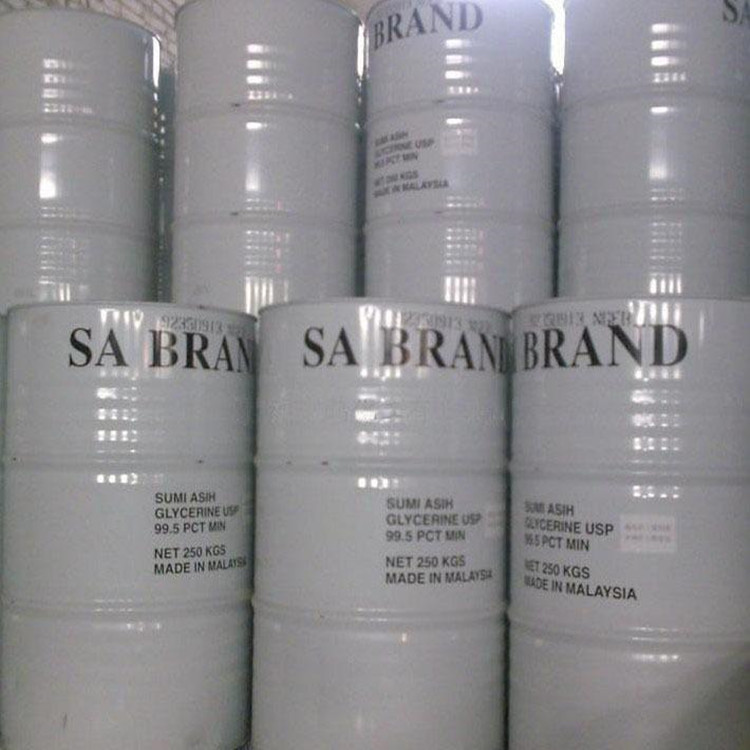 BRAND
SA
SUMI ASIH
GLYCERINE USP
99.5 PCT MIN
NET 250 KGS
MADE IN MALAYSIA
SA BRAN
SUMI ASIH
GLYCERINE USP
99.5 PCT MIN
NET 250 KGS
MADE IN MALAYSIA
SA BRAND
SUMI ASIH
GLYCERINE USP
99.5 PCT MIN
NET 250 KGS
MADE IN MALAYSIA
BRAND
SUMI ASIH
GLYCERINE USP
99.5 PCT MIN
NET 250 KGS
MADE IN MALAYSIA